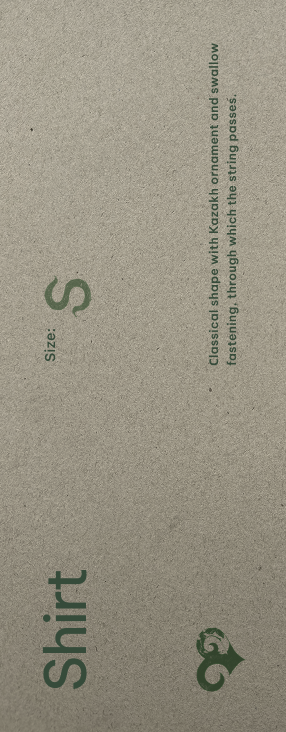 Shirt
Size:
S
Classical shape with Kazakh ornament and swallow
fastening, through which the string passes.